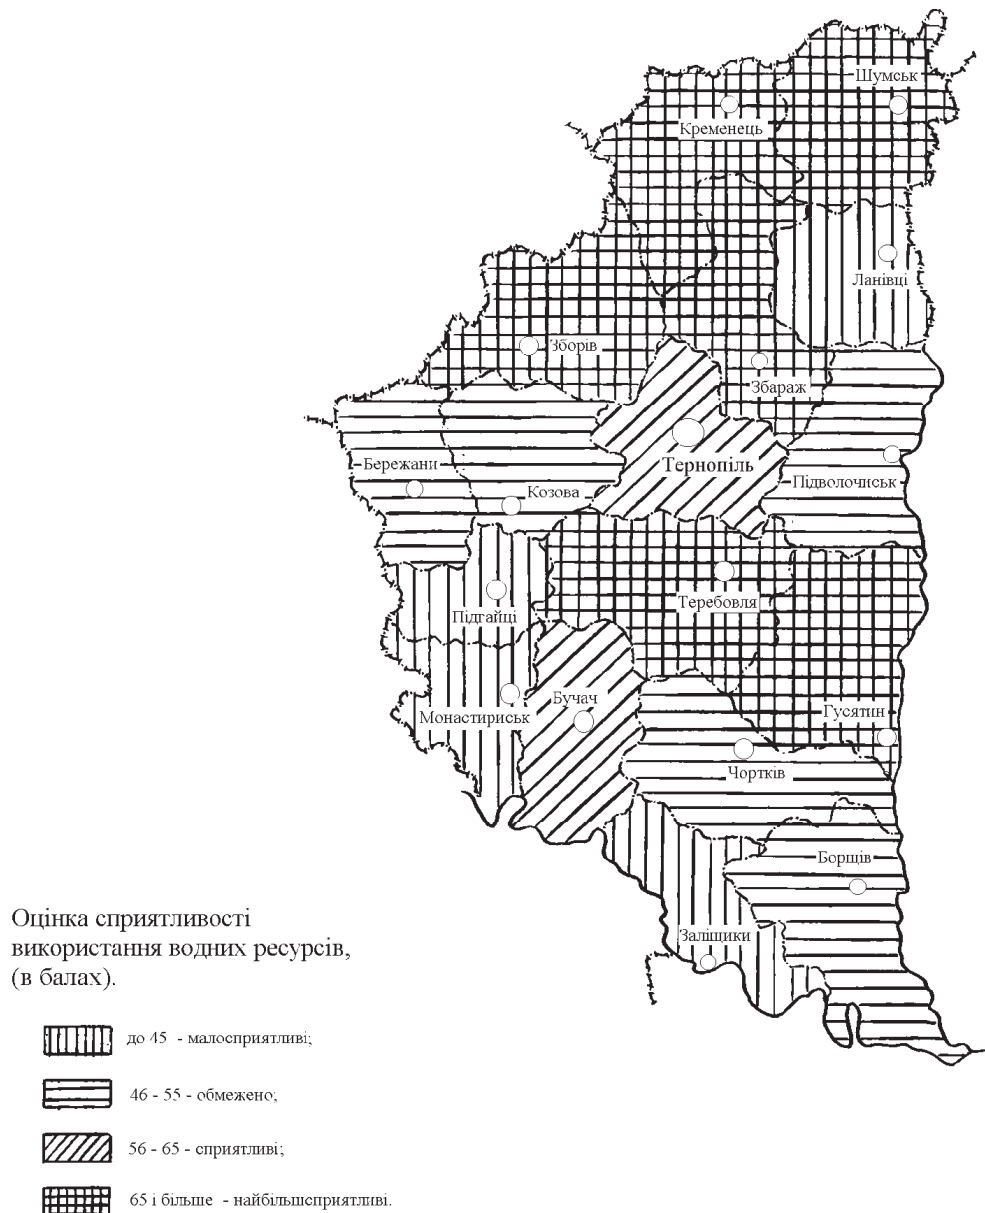 Шумськ
Кременець
Ланівці
Зборів
Збараж
Бережани
Тернопіль
Козова
Підволочиськ
Теребовля
Підгайці
Бучач
Монастириськ
Гусятин
Чортків
Борщів
Заліщики
Оцінка сприятливості
використання водних ресурсів,
(в балах).
до 45 - малосприятливі;
46 - 55 - обмежено;
56 - 65 - сприятливі;
65 і більше - найбільшсприятливі.